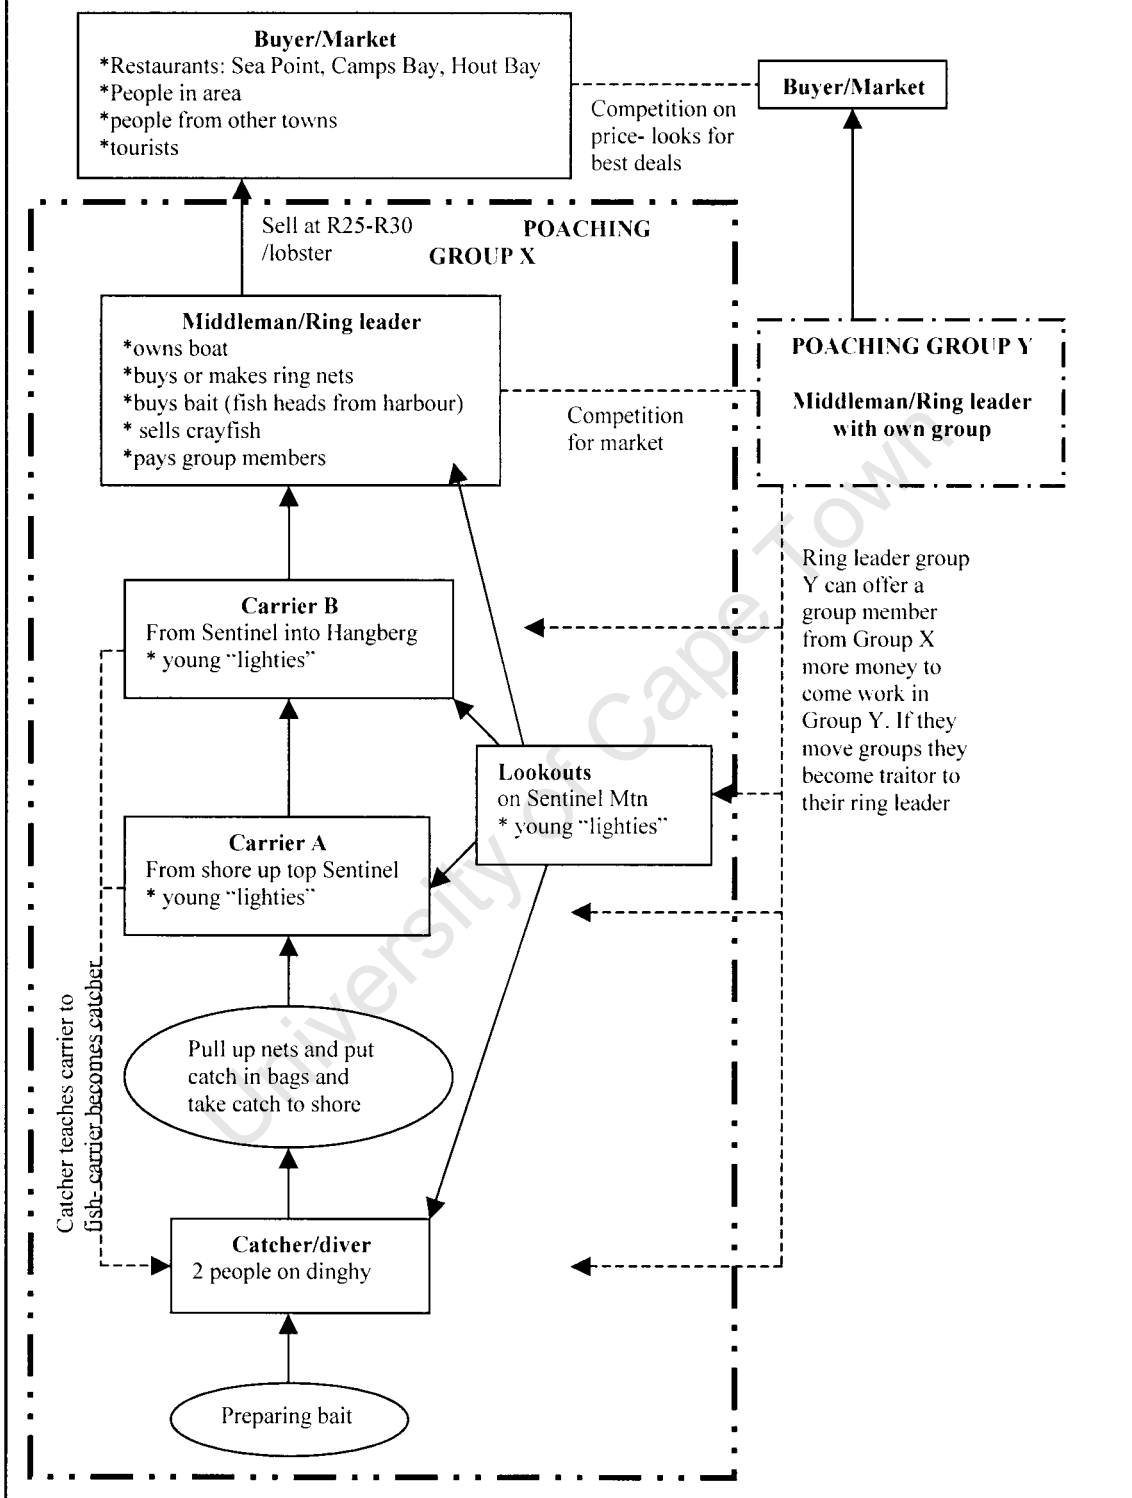 Buyer/Market
*Restaurants: Sea Point, Camps Bay, Hout Bay
*People in area
*people from other towns
*tourists
Buyer/Market
Competition on
price- looks for
best deals
Sell at R25-R30
/lobster
POACHING
GROUP X
Middleman/Ring leader
*owns boat
*buys or makes ring nets
*buys bait (fish heads from harbour)
* sells crayfish
*pays group members
Competition
for market
POACHING GROUP Y
Middleman/Ring leader
with own group
Ring leader group
Y can offer a
group member
from Group X
more money to
come work in
Group Y. If they
move groups they
become traitor to
their ring leader
Carrier B
From Sentinel into Hangberg
* young “lighties”
Lookouts
on Sentinel Mtn
* young “lighties”
Carrier A
From shore up top Sentinel
* young “lighties”
Catcher teaches carrier to
fish- carrier becomes catcher
Pull up nets and put
catch in bags and
take catch to shore
Catcher/diver
2 people on dinghy
Preparing bait
University of Cape Town